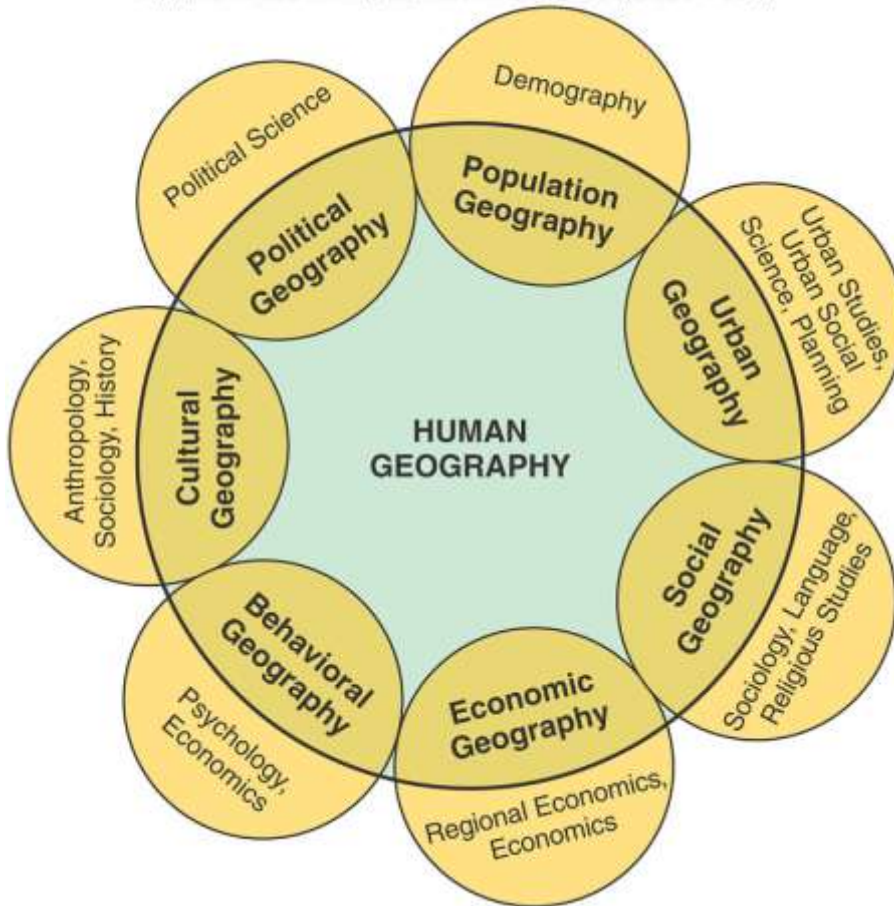 Demography
Population
Geography
Urban Studies,
Urban Social
Science, Planning
Urban
Geography
Social
Geography
Sociology, Language,
Religious Studies
Economic
Geography
Regional Economics,
Economics
Behavioral
Geography
Psychology,
Economics
Cultural
Geography
Anthropology,
Sociology, History
Political Science
Political
Geography
HUMAN
GEOGRAPHY